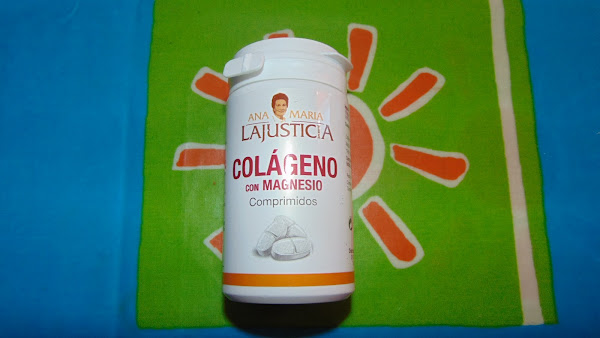 ANA MARIA
LAJUSTICIA
COLÁGENO
CON MAGNESIO
Comprimidos